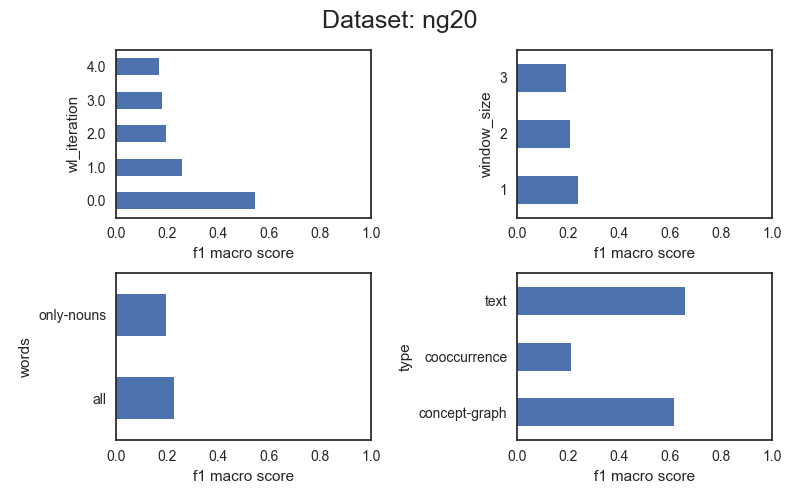 Dataset: ng20
4.0
3.0
2.0
1.0
0.0
wl_iteration
0.0 0.2 0.4 0.6 0.8 1.0
f1 macro score
3
2
1
window_size
0.0 0.2 0.4 0.6 0.8 1.0
f1 macro score
only-nouns
all
words
0.0 0.2 0.4 0.6 0.8 1.0
f1 macro score
text
cooccurrence
concept-graph
type
0.0 0.2 0.4 0.6 0.8 1.0
f1 macro score